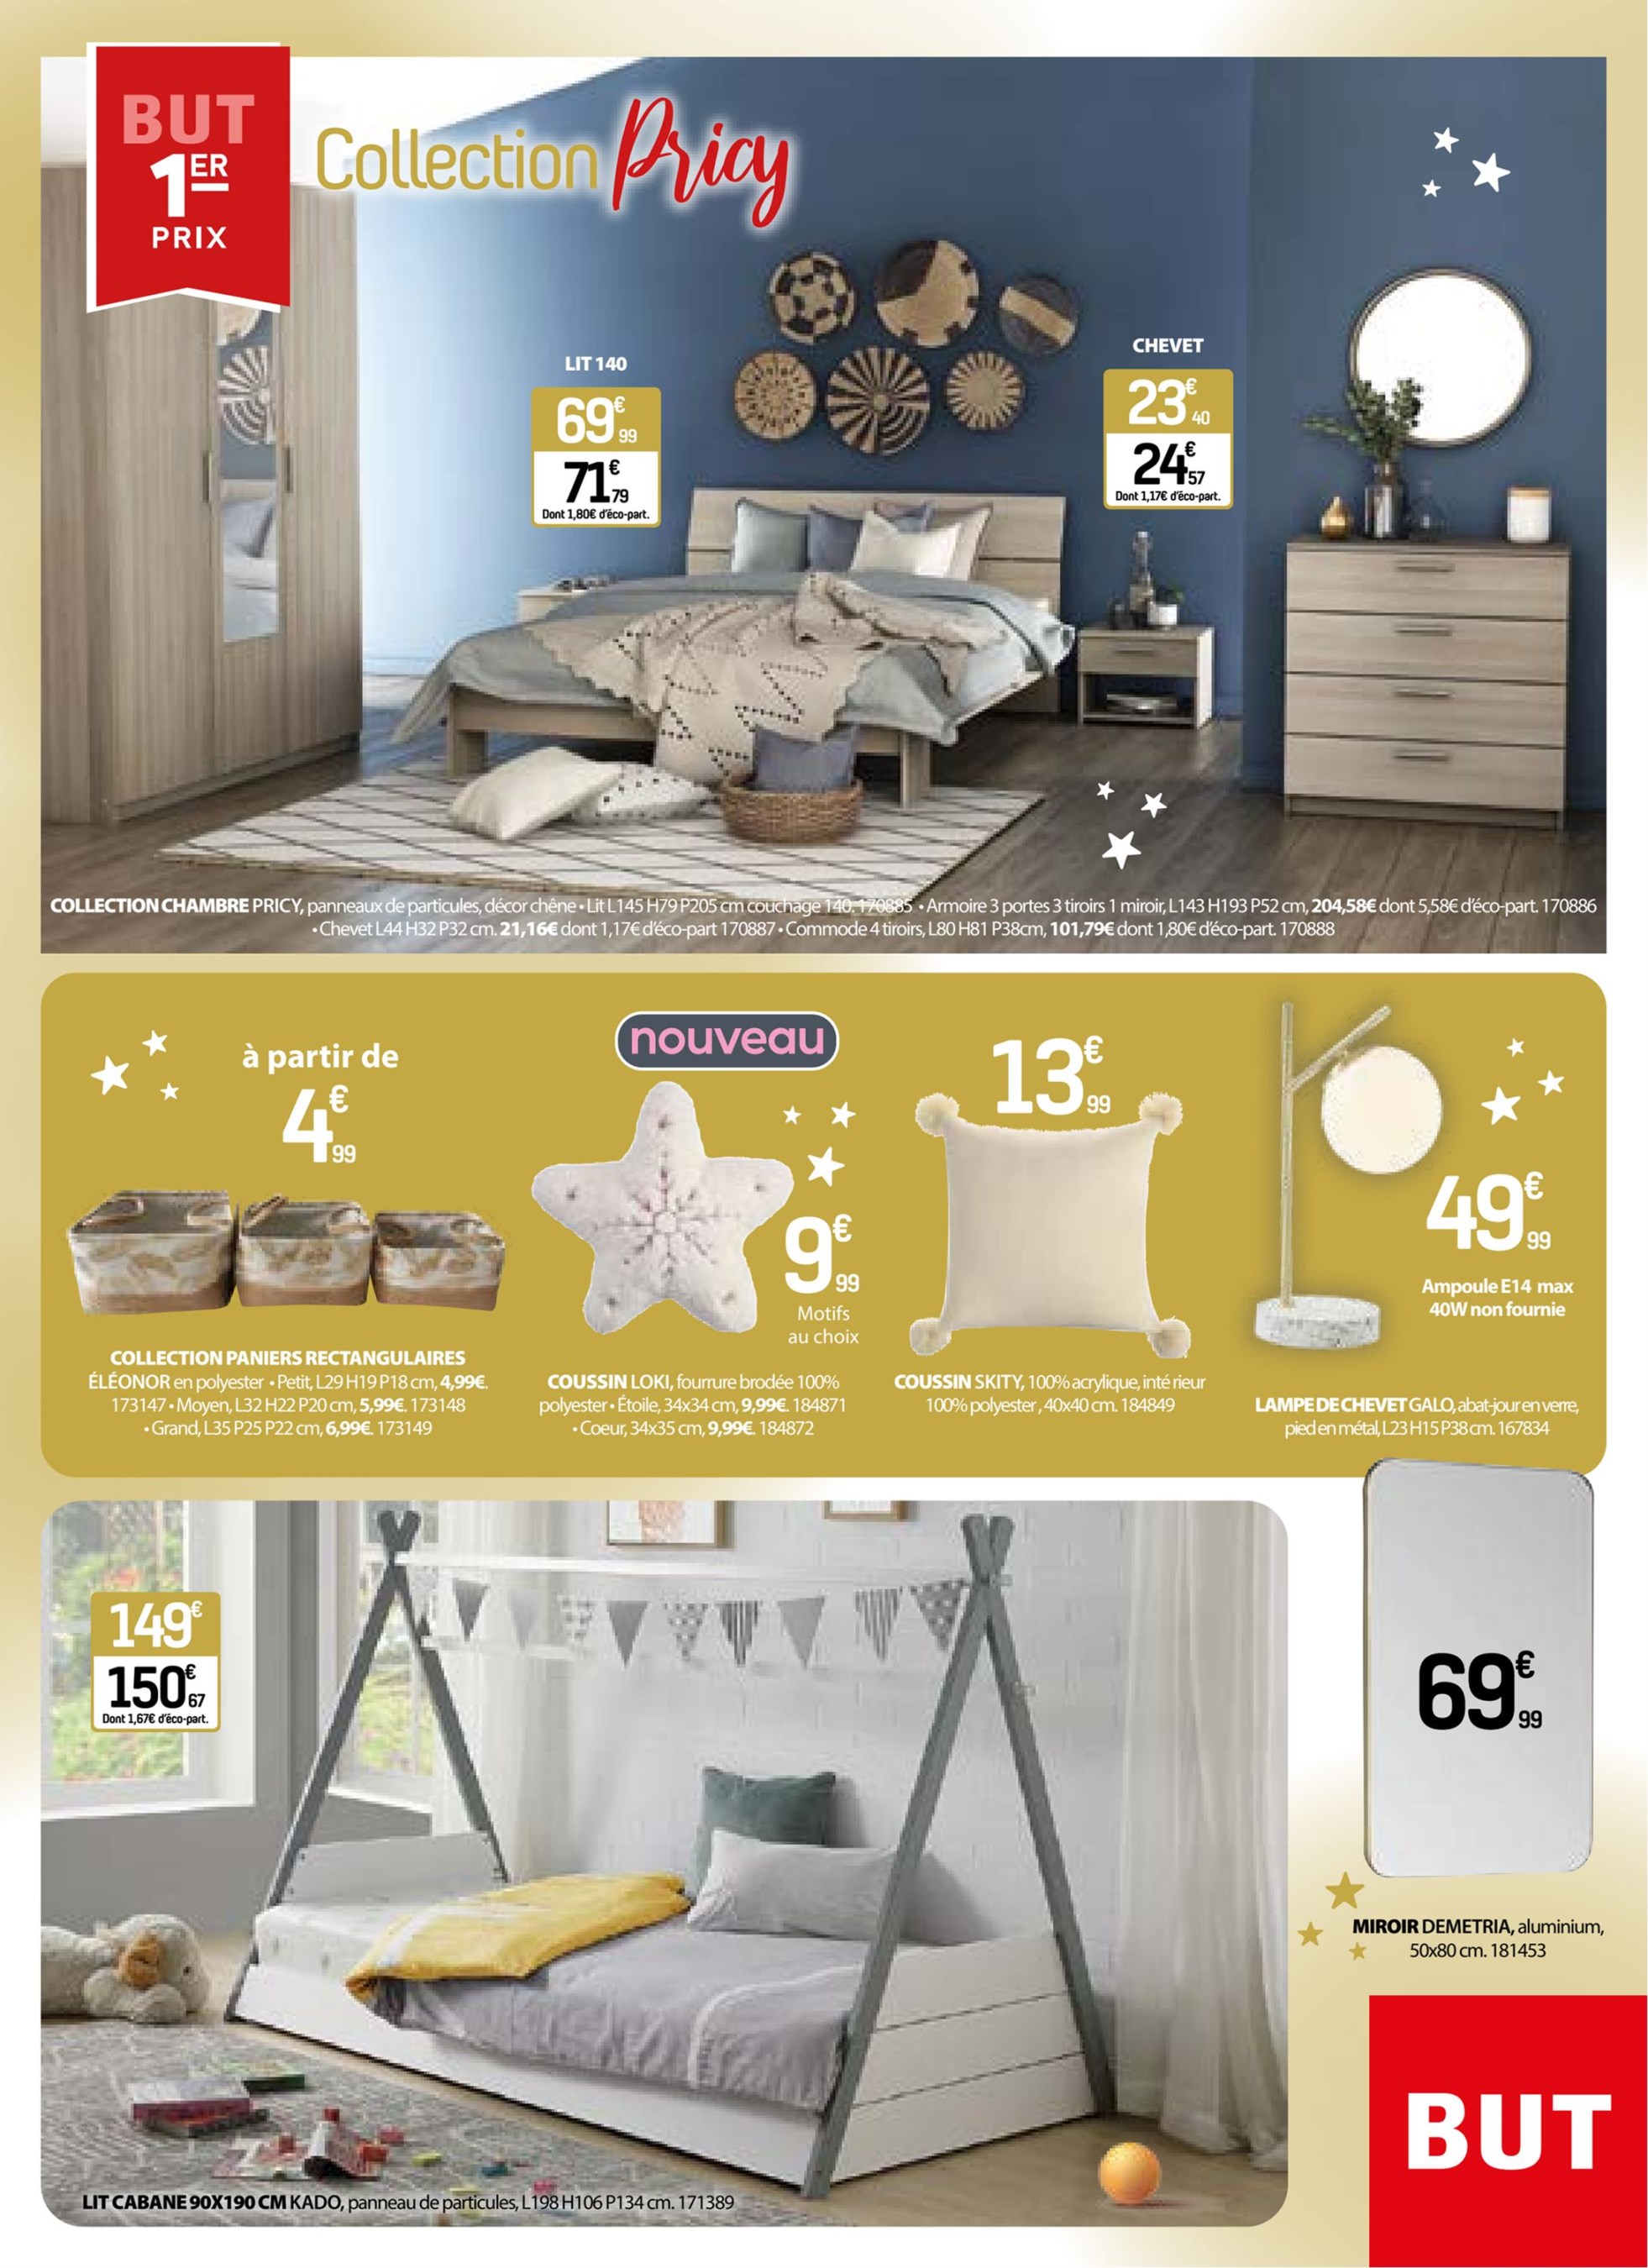 BUT
1ER
PRIX
Collection Pricy
LIT 140
69€99
71€79
Dont 1,80€ d'éco-part.
CHEVET
23€40
24€57
Dont 1,17€ d'éco-part.
COLLECTION CHAMBRE PRICY, panneaux de particules, décor chêne • Lit L145 H79 P205 cm couchage 140. 170885 • Armoire 3 portes 3 tiroirs 1 miroir, L143 H193 P52 cm, 204,58€ dont 5,58€ d'éco-part. 170886
• Chevet L44 H32 P32 cm. 21,16€ dont 1,17€ d'éco-part 170887 • Commode 4 tiroirs, L80 H81 P38cm, 101,79€ dont 1,80€ d'éco-part. 170888
à partir de
4€99
COLLECTION PANIERS RECTANGULAIRES
ÉLÉONOR en polyester • Petit, L29 H19 P18 cm, 4,99€.
173147 • Moyen, L32 H22 P20 cm, 5,99€. 173148
• Grand, L35 P25 P22 cm, 6,99€. 173149
nouveau
9€99
Motifs
au choix
COUSSIN LOKI, fourrure brodée 100%
polyester • Étoile, 34x34 cm, 9,99€. 184871
• Coeur, 34x35 cm, 9,99€. 184872
13€99
COUSSIN SKITY, 100% acrylique, inté rieur
100% polyester , 40x40 cm. 184849
49€99
Ampoule E14 max
40W non fournie
LAMPE DE CHEVET GALO, abat-jour en verre,
pied en métal, L23 H15 P38 cm. 167834
149€
150€67
Dont 1,67€ d'éco-part.
LIT CABANE 90X190 CM KADO, panneau de particules, L198 H106 P134 cm. 171389
69€99
MIROIR DEMETRIA, aluminium,
50x80 cm. 181453
BUT